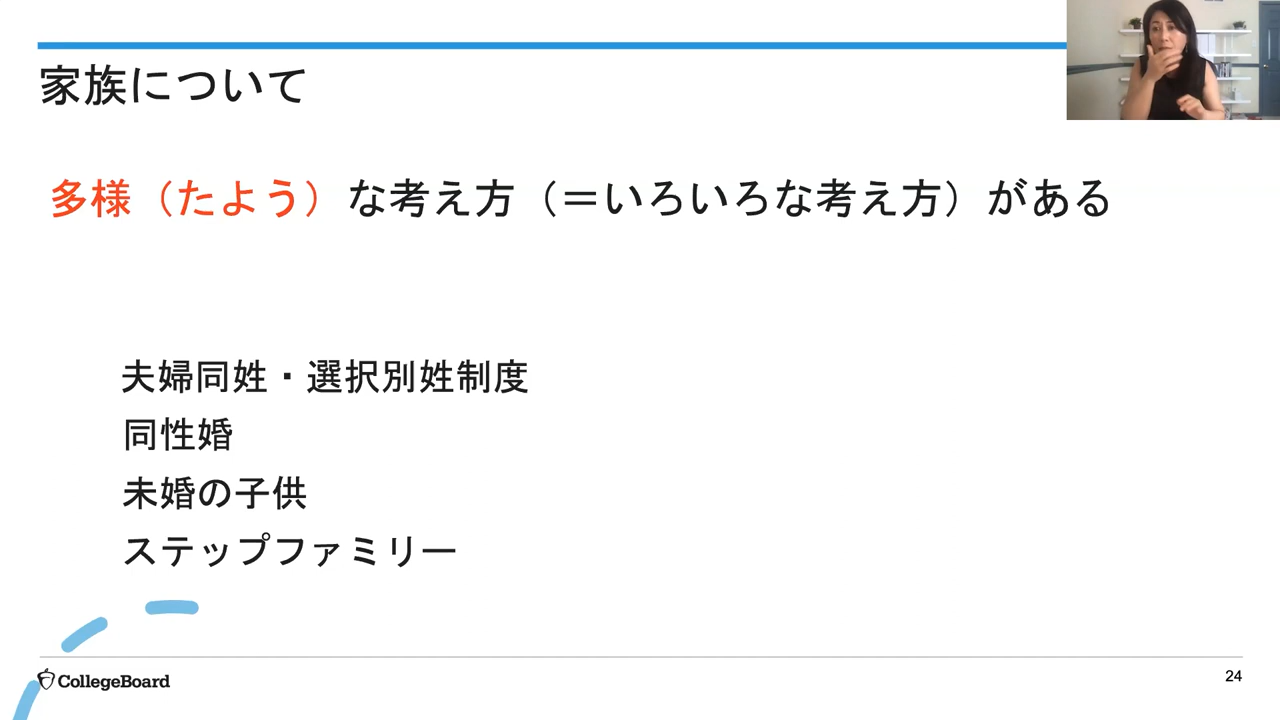 家族について
多様（たよう）な考え方（＝いろいろな考え方）がある
夫婦同姓・選択別姓制度
同性婚
未婚の子供
ステップファミリー
CollegeBoard
24